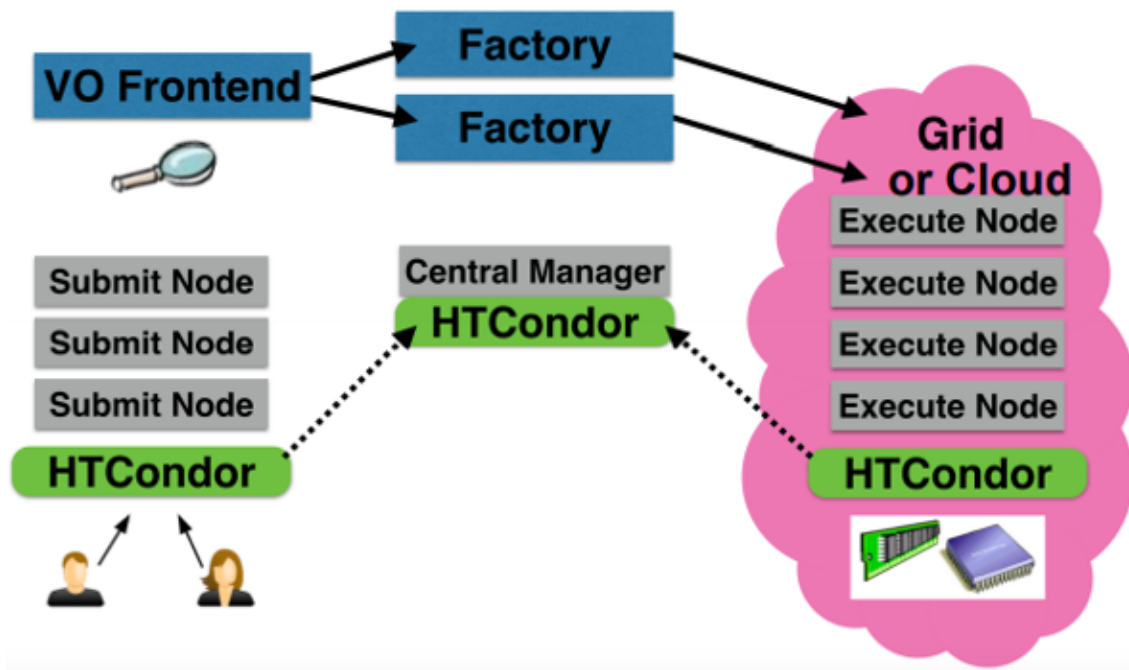 VO Frontend
Factory
Factory
Grid
or Cloud
Execute Node
Execute Node
Execute Node
Execute Node
HTCondor
Central Manager
HTCondor
Submit Node
Submit Node
Submit Node
HTCondor